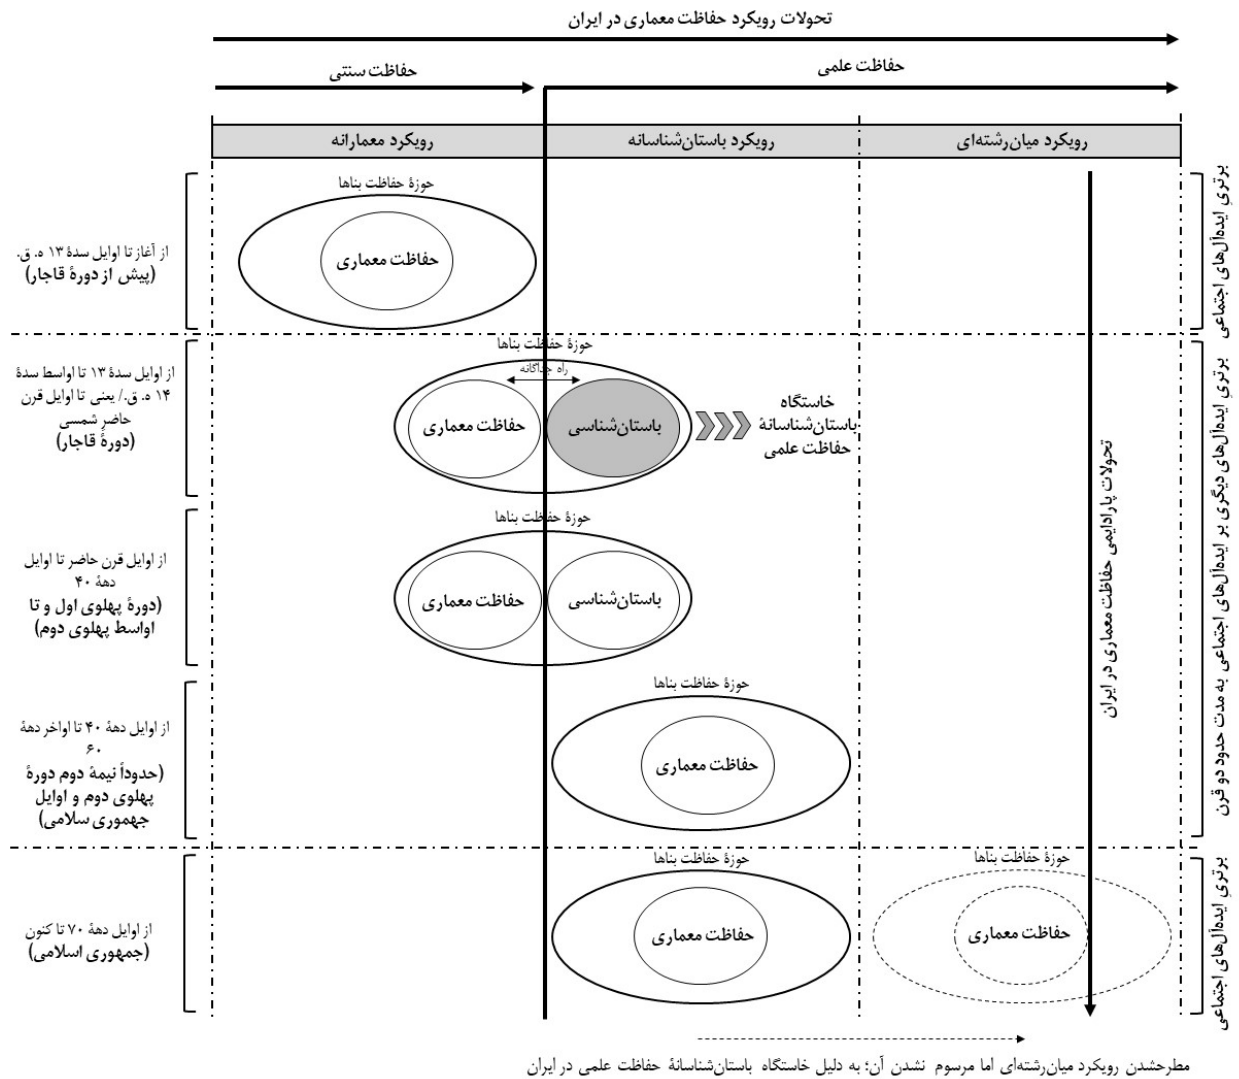 تحولات رویکرد حفاظت معماری در ایران
حفاظت علمی
حفاظت سنتی
رویکرد میان‌رشته‌ای
رویکرد باستان‌شناسانه
رویکرد معمارانه
برتریِ ایده‌آل‌های اجتماعی
حوزهٔ حفاظت بناها
حفاظت معماری
از آغاز تا اوایل سدهٔ ۱۳ ه. ق.
(پیش از دورهٔ قاجار)
برتریِ ایده‌آل‌های دیگری بر ایده‌آل‌های اجتماعی به مدت حدود دو قرن
تحولات پارادایمی حفاظت معماری در ایران
حوزهٔ حفاظت بناها
راه جداگانه
باستان‌شناسی
حفاظت معماری
خاستگاه
باستان‌شناسانهٔ
حفاظت علمی
از اوایل سدهٔ ۱۳ تا اواسط سدهٔ
۱۴ ه. ق./ یعنی تا اوایل قرن
حاضرِ شمسی
(دورهٔ قاجار)
حوزهٔ حفاظت بناها
باستان‌شناسی
حفاظت معماری
از اوایل قرن حاضر تا اوایل
دههٔ ۴۰
(دورهٔ پهلوی اول و تا
اواسط پهلوی دوم)
حوزهٔ حفاظت بناها
حفاظت معماری
از اوایل دههٔ ۴۰ تا اواخر دههٔ
۶۰
(حدوداً نیمهٔ دوم دورهٔ
پهلوی دوم و اوایل
جهموری سلامی)
برتریِ ایده‌آل‌های اجتماعی
حوزهٔ حفاظت بناها
حفاظت معماری
حوزهٔ حفاظت بناها
حفاظت معماری
از اوایل دههٔ ۷۰ تا کنون
(جمهوری اسلامی)
مطرح‌شدن رویکرد میان‌رشته‌ای اما مرسوم نشدن آن؛ به دلیل خاستگاه باستان‌شناسانهٔ حفاظت علمی در ایران